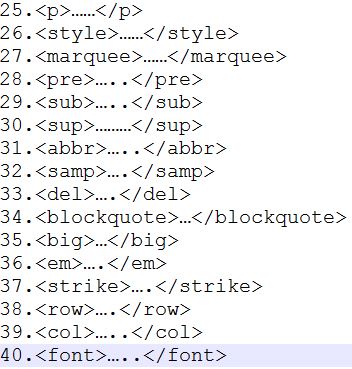 25.<p>……</p>
26.<style>……</style>
27.<marquee>……</marquee>
28.<pre>…..</pre>
29.<sub>…..</sub>
30.<sup>………</sup>
31.<abbr>…..</abbr>
32.<samp>….</samp>
33.<del>….</del>
34.<blockquote>…</blockquote>
35.<big>…</big>
36.<em>….</em>
37.<strike>….</strike>
38.<row>….</row>
39.<col>…..</col>
40.<font>…..</font>